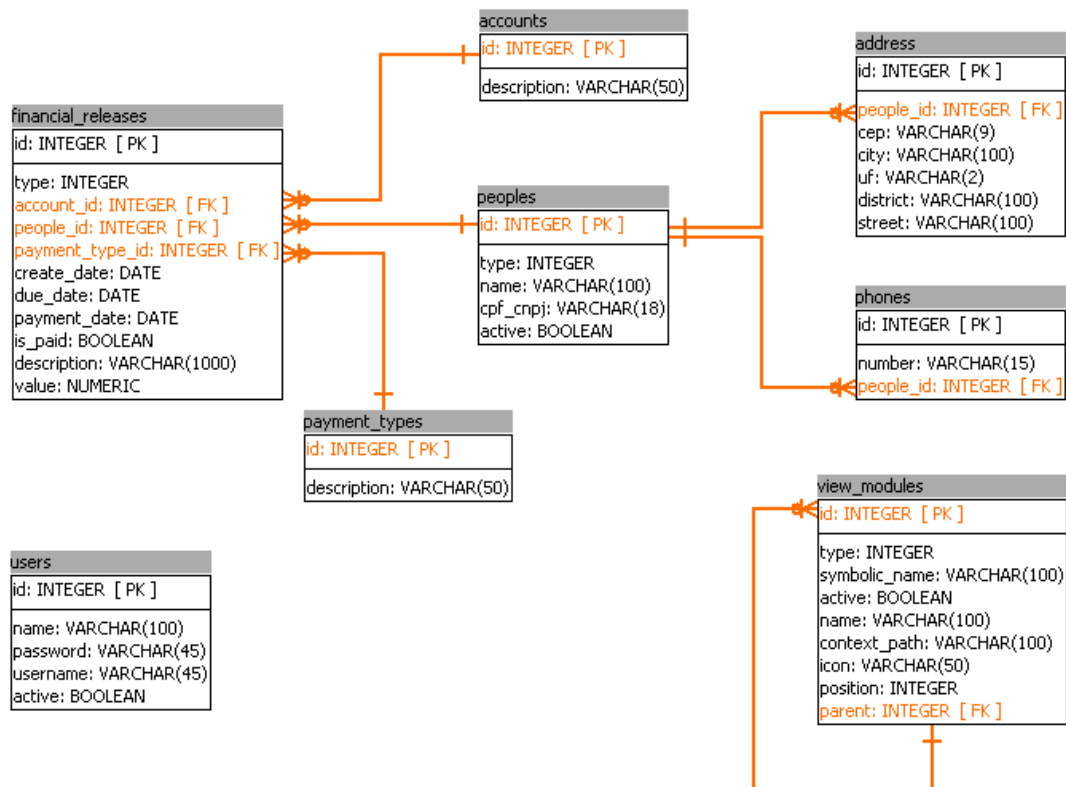 accounts
id: INTEGER [ PK ]
description: VARCHAR(50)
address
id: INTEGER [ PK ]
people_id: INTEGER [ FK ]
cep: VARCHAR(9)
city: VARCHAR(100)
uf: VARCHAR(2)
district: VARCHAR(100)
street: VARCHAR(100)
financial_releases
id: INTEGER [ PK ]
type: INTEGER
account_id: INTEGER [ FK ]
people_id: INTEGER [ FK ]
payment_type_id: INTEGER [ FK ]
create_date: DATE
due_date: DATE
payment_date: DATE
is_paid: BOOLEAN
description: VARCHAR(1000)
value: NUMERIC
peoples
id: INTEGER [ PK ]
type: INTEGER
name: VARCHAR(100)
cpf_cnpj: VARCHAR(18)
active: BOOLEAN
phones
id: INTEGER [ PK ]
number: VARCHAR(15)
people_id: INTEGER [ FK ]
payment_types
id: INTEGER [ PK ]
description: VARCHAR(50)
view_modules
id: INTEGER [ PK ]
type: INTEGER
symbolic_name: VARCHAR(100)
active: BOOLEAN
name: VARCHAR(100)
context_path: VARCHAR(100)
icon: VARCHAR(50)
position: INTEGER
parent: INTEGER [ FK ]
users
id: INTEGER [ PK ]
name: VARCHAR(100)
password: VARCHAR(45)
username: VARCHAR(45)
active: BOOLEAN